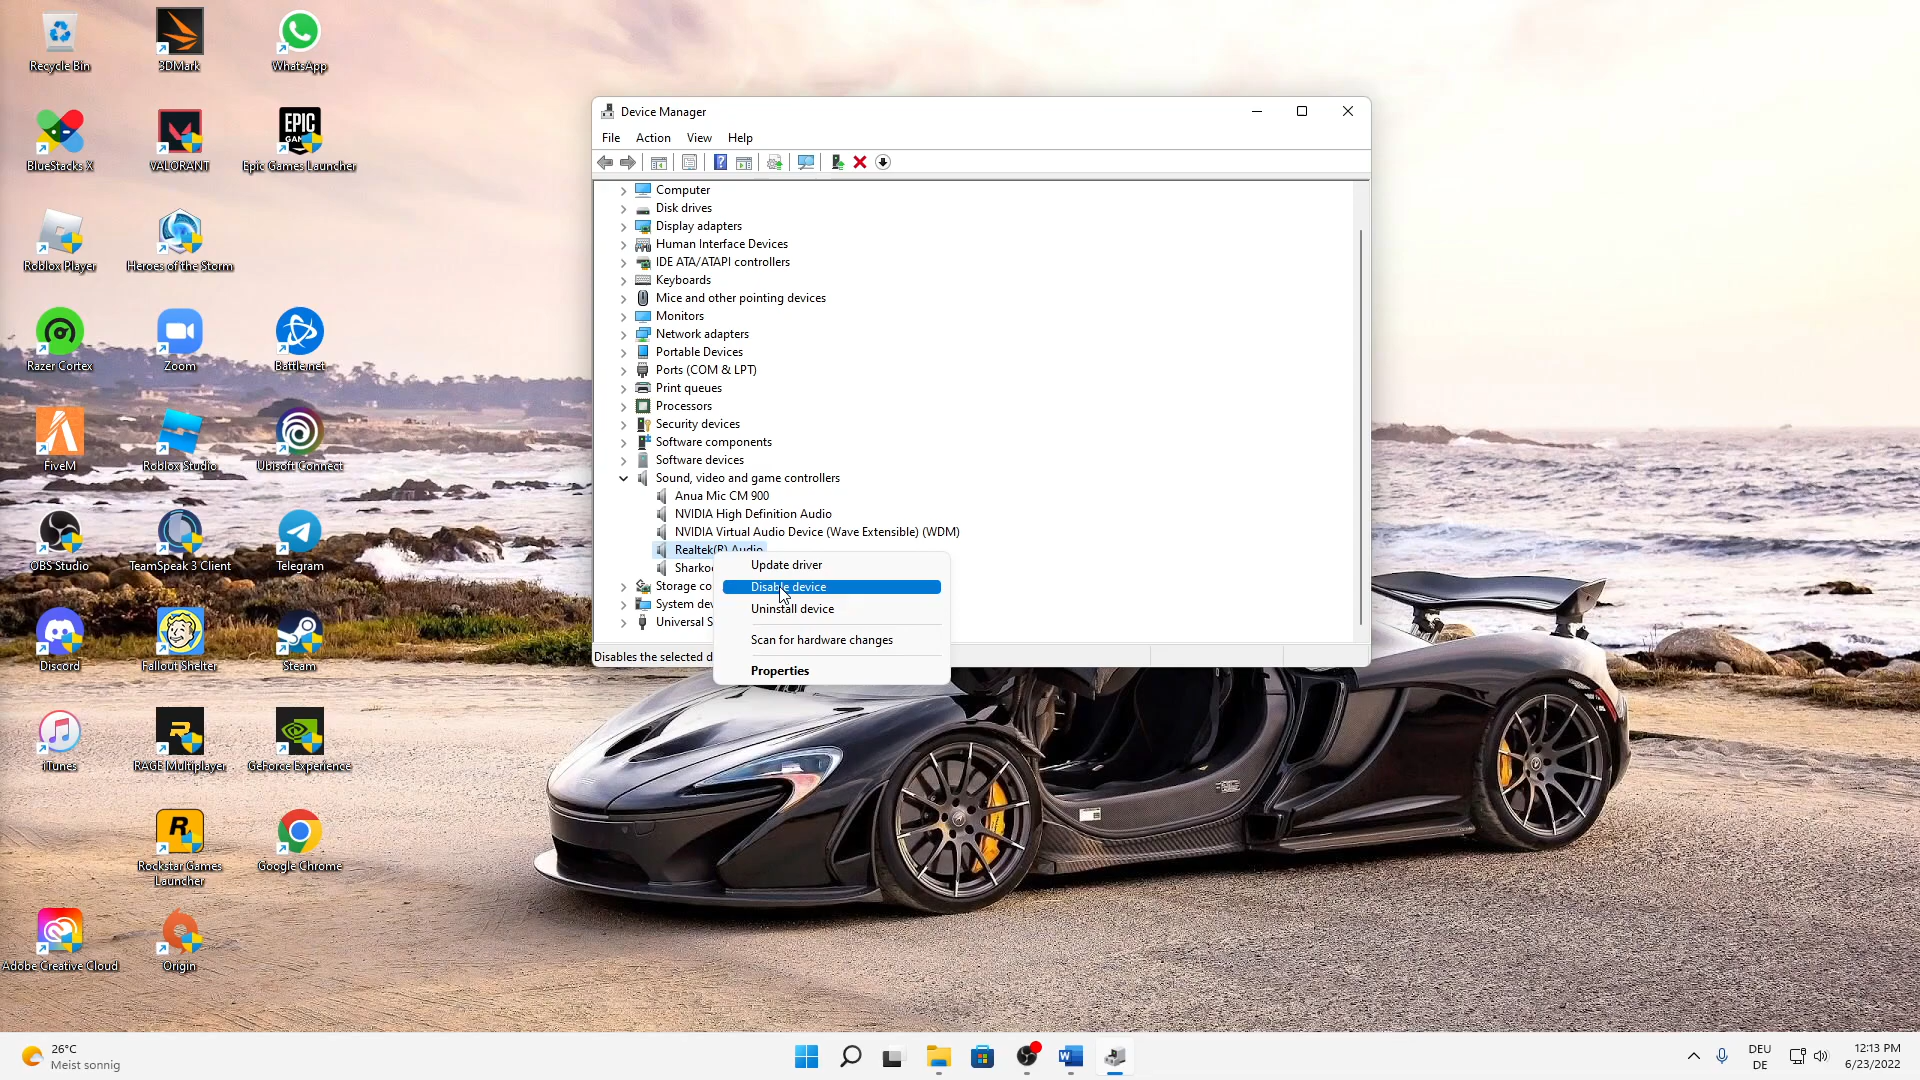 Recycle Bin
3DMark
WhatsApp
BlueStacks X
VALORANT
EPIC
Epic Games Launcher
Roblox Player
Heroes of the Storm
Razer Cortex
Zoom
Battle.net
FiveM
Roblox Studio
Ubisoft Connect
OBS Studio
TeamSpeak 3 Client
Telegram
Discord
Fallout Shelter
Steam
iTunes
RAGE Multiplayer
GeForce Experience
Rockstar Games
Launcher
Google Chrome
Adobe Creative Cloud
Origin
Device Manager
File Action View Help
Computer
Disk drives
Display adapters
Human Interface Devices
IDE ATA/ATAPI controllers
Keyboards
Mice and other pointing devices
Monitors
Network adapters
Portable Devices
Ports (COM & LPT)
Print queues
Processors
Security devices
Software components
Software devices
Sound, video and game controllers
Anua Mic CM 900
NVIDIA High Definition Audio
NVIDIA Virtual Audio Device (Wave Extensible) (WDM)
Realtek(R) Audio
Sharkoo
Storage co
System dev
Universal S
Update driver
Disable device
Uninstall device
Scan for hardware changes
Properties
Disables the selected d
26°C
Meist sonnig
DEU
DE
12:13 PM
6/23/2022